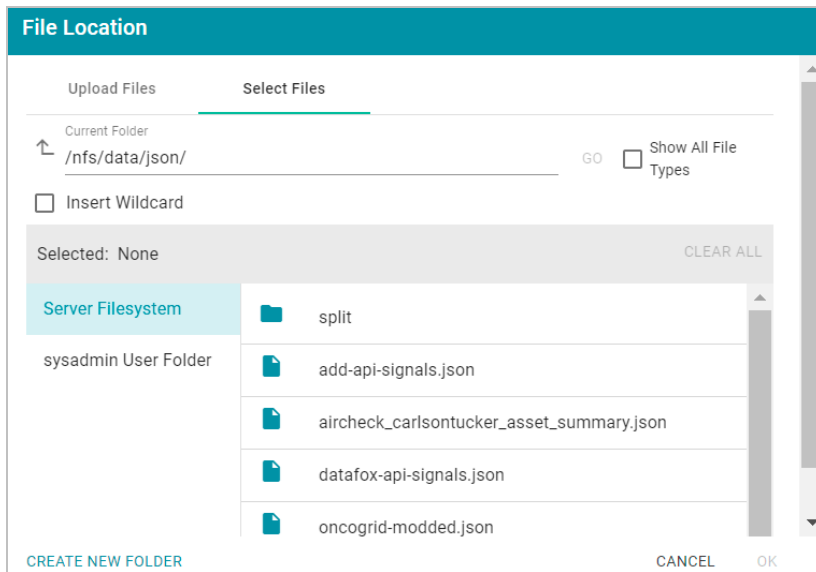 File Location
Upload Files Select Files
Current Folder
/nfs/data/json/
GO
Show All File
Types
Insert Wildcard
Selected: None CLEAR ALL
Server Filesystem
sysadmin User Folder
split
add-api-signals.json
aircheck_carlsontucker_asset_summary.json
datafox-api-signals.json
oncogrid-modded.json
CREATE NEW FOLDER CANCEL OK